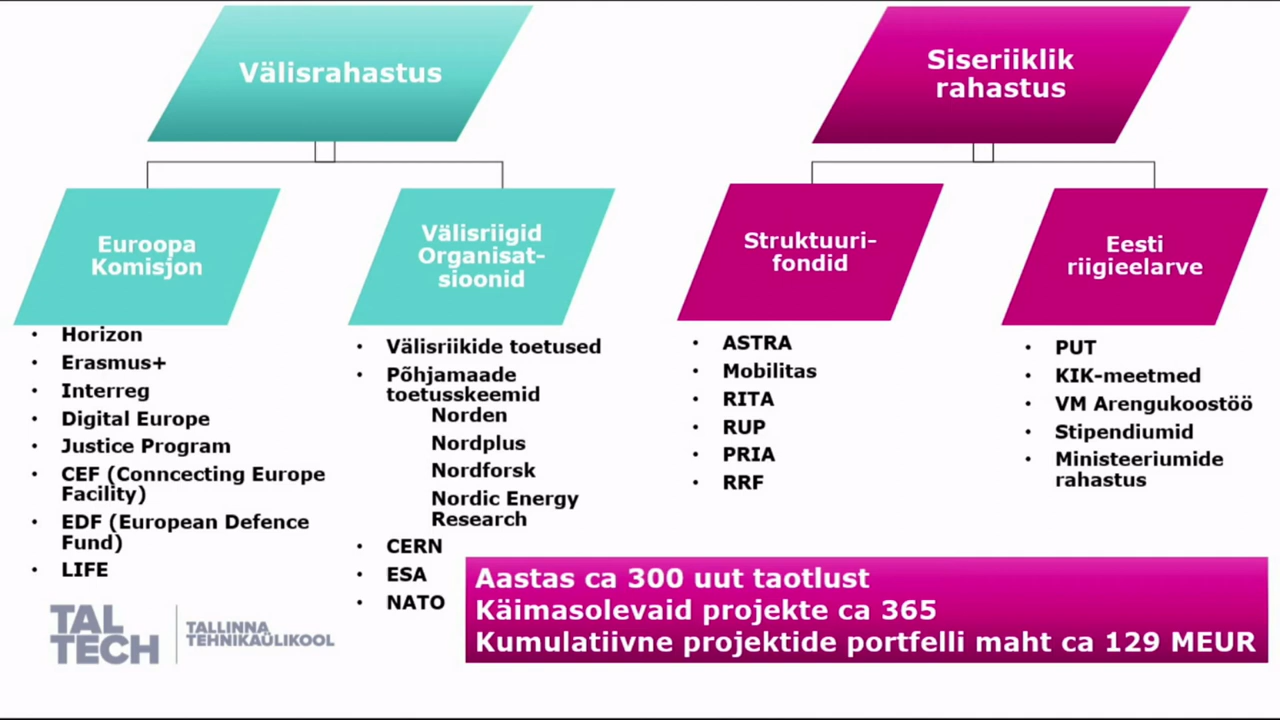 Välisrahastus
Euroopa
Komisjon
• Horizon
• Erasmus+
• Interreg
• Digital Europe
• Justice Program
• CEF (Conncecting Europe
Facility)
• EDF (European Defence
Fund)
• LIFE
Välisriigid
Organisat-
sioonid
• Välisriikide toetused
• Põhjamaade
toetusskeemid
Norden
Nordplus
Nordforsk
Nordic Energy
Research
• CERN
• ESA
• NATO
Siseriiklik
rahastus
Struktuuri-
fondid
• ASTRA
• Mobilitas
• RITA
• RUP
• PRIA
• RRF
Eesti
riigieelarve
• PUT
• KIK-meetmed
• VM Arengukoostöö
• Stipendiumid
• Ministeeriumide
rahastus
Aastas ca 300 uut taotlust
Käimasolevaid projekte ca 365
Kumulatiivne projektide portfelli maht ca 129 MEUR
TAL
TECH
TALLINNA
TEHNIKAÜLIKOOL